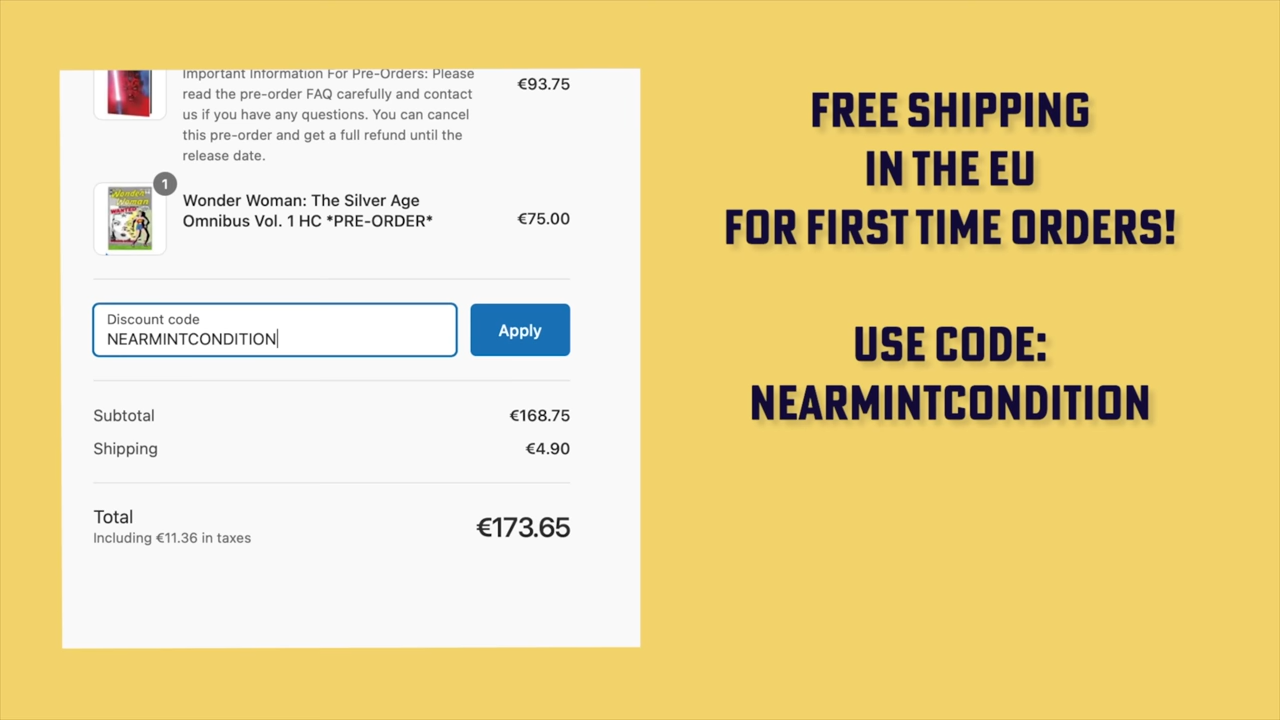 Important Information For Pre-Orders: Please
read the pre-order FAQ carefully and contact
us if you have any questions. You can cancel
this pre-order and get a full refund until the
release date.
€93.75
1
Wonder Woman: The Silver Age
Omnibus Vol. 1 HC *PRE-ORDER*
€75.00
Discount code
NEARMINTCONDITION
Apply
Subtotal
€168.75
Shipping
€4.90
Total
Including €11.36 in taxes
€173.65
FREE SHIPPING
IN THE EU
FOR FIRST TIME ORDERS!
USE CODE:
NEARMINTCONDITION